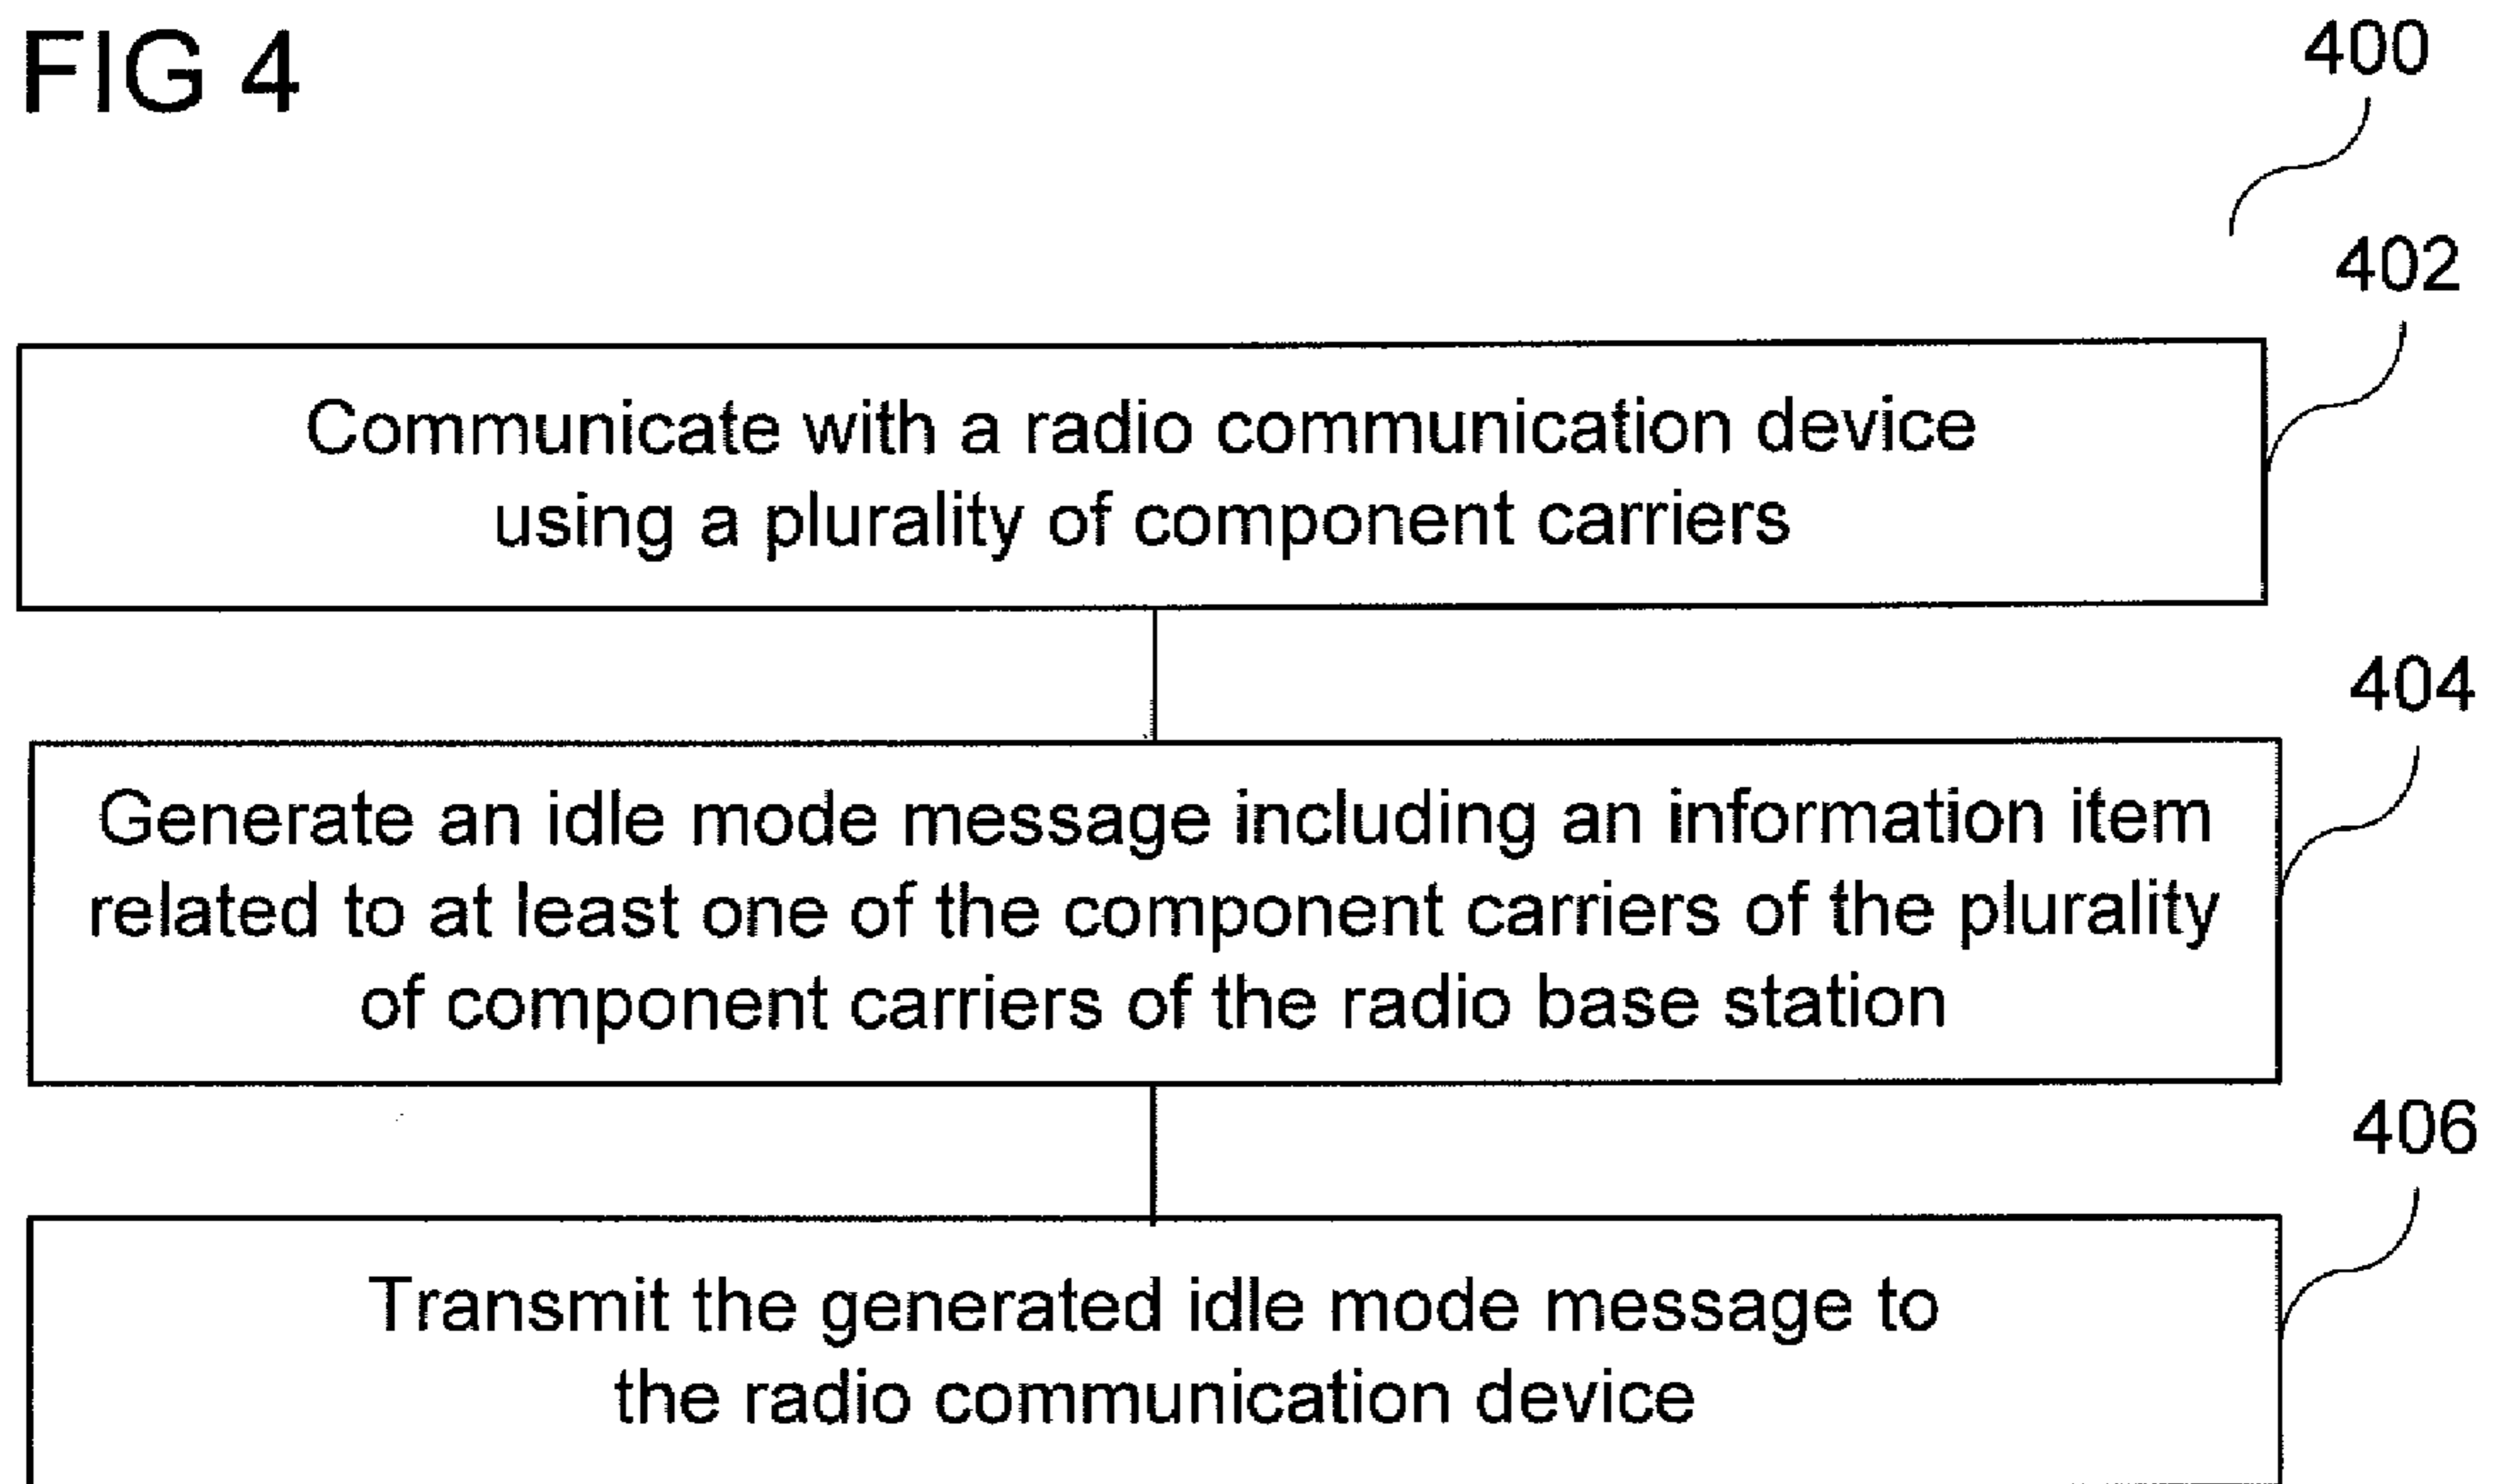 FIG 4
400
402
Communicate with a radio communication device
using a plurality of component carriers
404
Generate an idle mode message including an information item
related to at least one of the component carriers of the plurality
of component carriers of the radio base station
406
Transmit the generated idle mode message to
the radio communication device